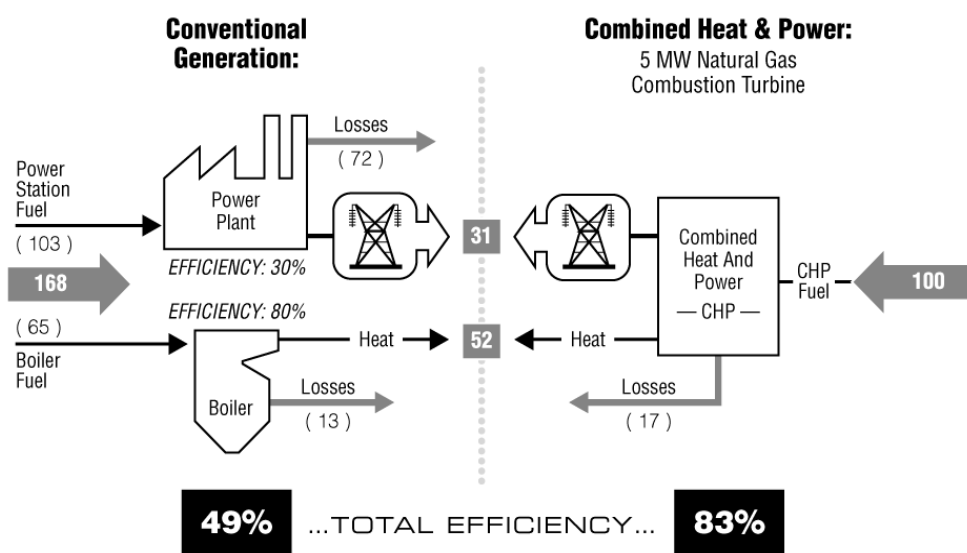 Conventional
Generation:
Combined Heat & Power:
5 MW Natural Gas
Combustion Turbine
Losses
( 72 )
Power
Station
Fuel
( 103 )
Power
Plant
EFFICIENCY: 30%
31
Combined
Heat And
Power
— CHP —
CHP
Fuel
100
168
EFFICIENCY: 80%
( 65 )
Boiler
Fuel
Heat
52
Heat
Boiler
Losses
( 13 )
Losses
( 17 )
49% ...TOTAL EFFICIENCY... 83%